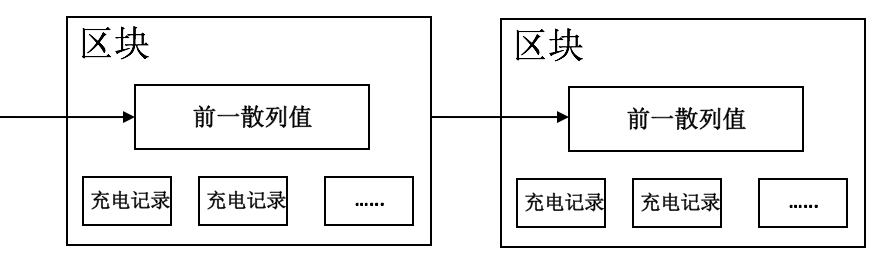 区块
前一散列值
充电记录
充电记录
......
区块
前一散列值
充电记录
充电记录
......